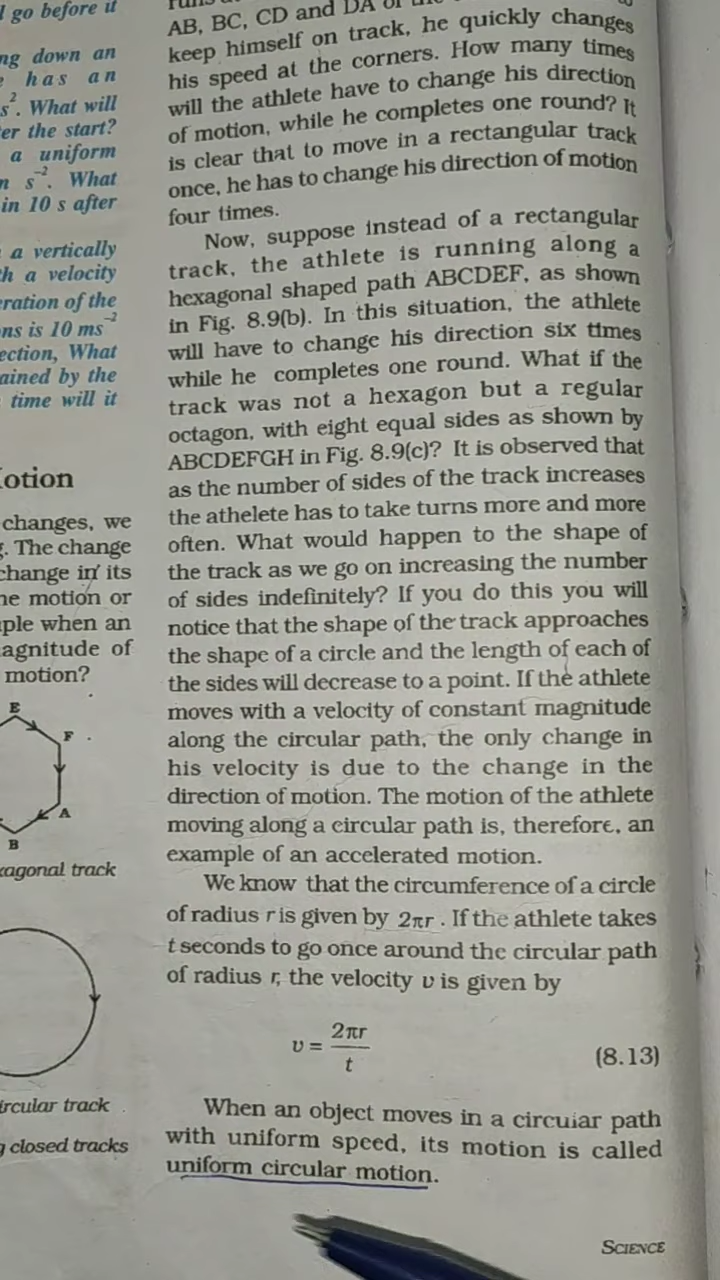 l go before it
ng down an
has an
s². What will
er the start?
a uniform
s⁻². What
in 10 s after
a vertically
h a velocity
eration of the
ns is 10 ms⁻²
ection, What
ained by the
time will it
otion
changes, we
. The change
change in its
ne motion or
ple when an
agnitude of
motion?
E
F
A
B
agonal track
ircular track
closed tracks
AB, BC, CD and DA of
keep himself on track, he quickly changes
his speed at the corners. How many times
will the athlete have to change his direction
of motion, while he completes one round? It
is clear that to move in a rectangular track
once, he has to change his direction of motion
four times.
Now, suppose instead of a rectangular
track, the athlete is running along a
hexagonal shaped path ABCDEF, as shown
in Fig. 8.9(b). In this situation, the athlete
will have to change his direction six times
while he completes one round. What if the
track was not a hexagon but a regular
octagon, with eight equal sides as shown by
ABCDEFGH in Fig. 8.9(c)? It is observed that
as the number of sides of the track increases
the athelete has to take turns more and more
often. What would happen to the shape of
the track as we go on increasing the number
of sides indefinitely? If you do this you will
notice that the shape of the track approaches
the shape of a circle and the length of each of
the sides will decrease to a point. If the athlete
moves with a velocity of constant magnitude
along the circular path, the only change in
his velocity is due to the change in the
direction of motion. The motion of the athlete
moving along a circular path is, therefore, an
example of an accelerated motion.
We know that the circumference of a circle
of radius r is given by 2πr . If the athlete takes
t seconds to go once around the circular path
of radius r, the velocity v is given by
v = 2πr / t (8.13)
When an object moves in a circular path
with uniform speed, its motion is called
uniform circular motion.
SCIENCE